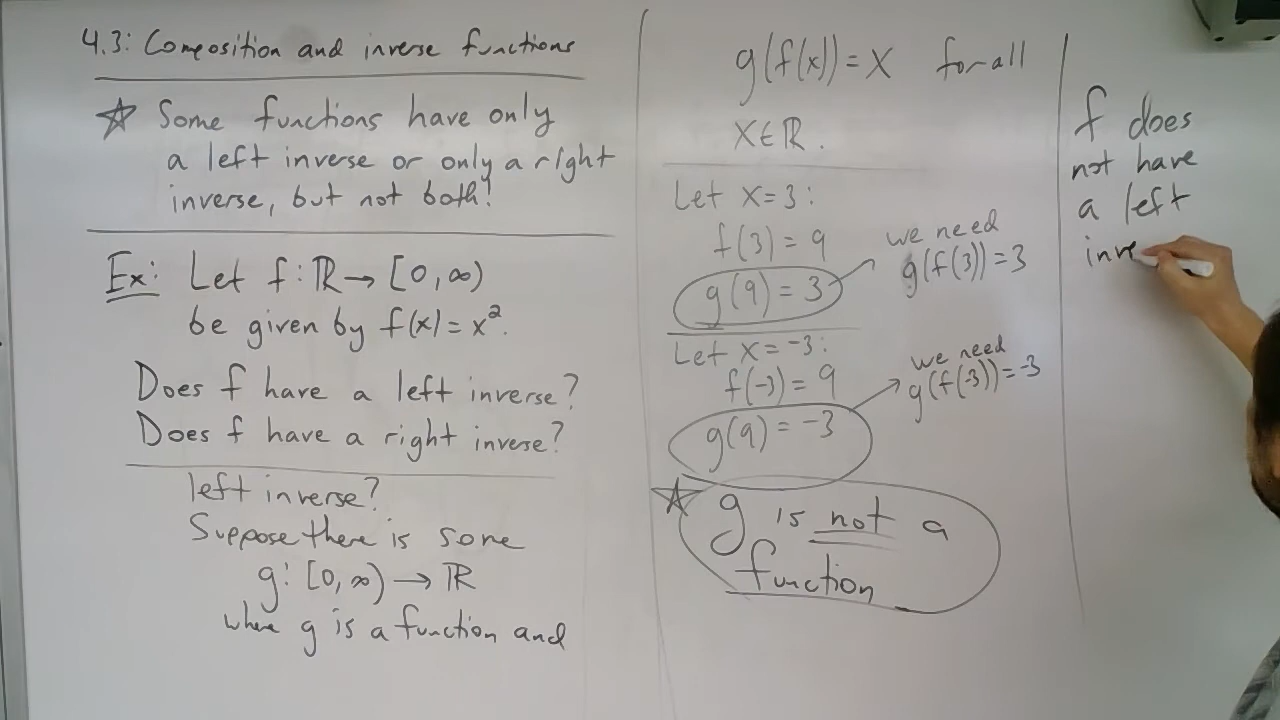 4.3: Composition and inverse functions
☆ Some functions have only
a left inverse or only a right
inverse, but not both!
Ex: Let f: ℝ → [0, ∞)
be given by f(x) = x².
Does f have a left inverse?
Does f have a right inverse?
left inverse?
Suppose there is some
g: [0, ∞) → ℝ
where g is a function and
g(f(x)) = x for all
x ∈ ℝ.
Let x = 3:
f(3) = 9
g(9) = 3
we need
g(f(3)) = 3
Let x = -3:
f(-3) = 9
g(9) = -3
we need
g(f(-3)) = -3
☆ g is not a
function
f does
not have
a left
inve